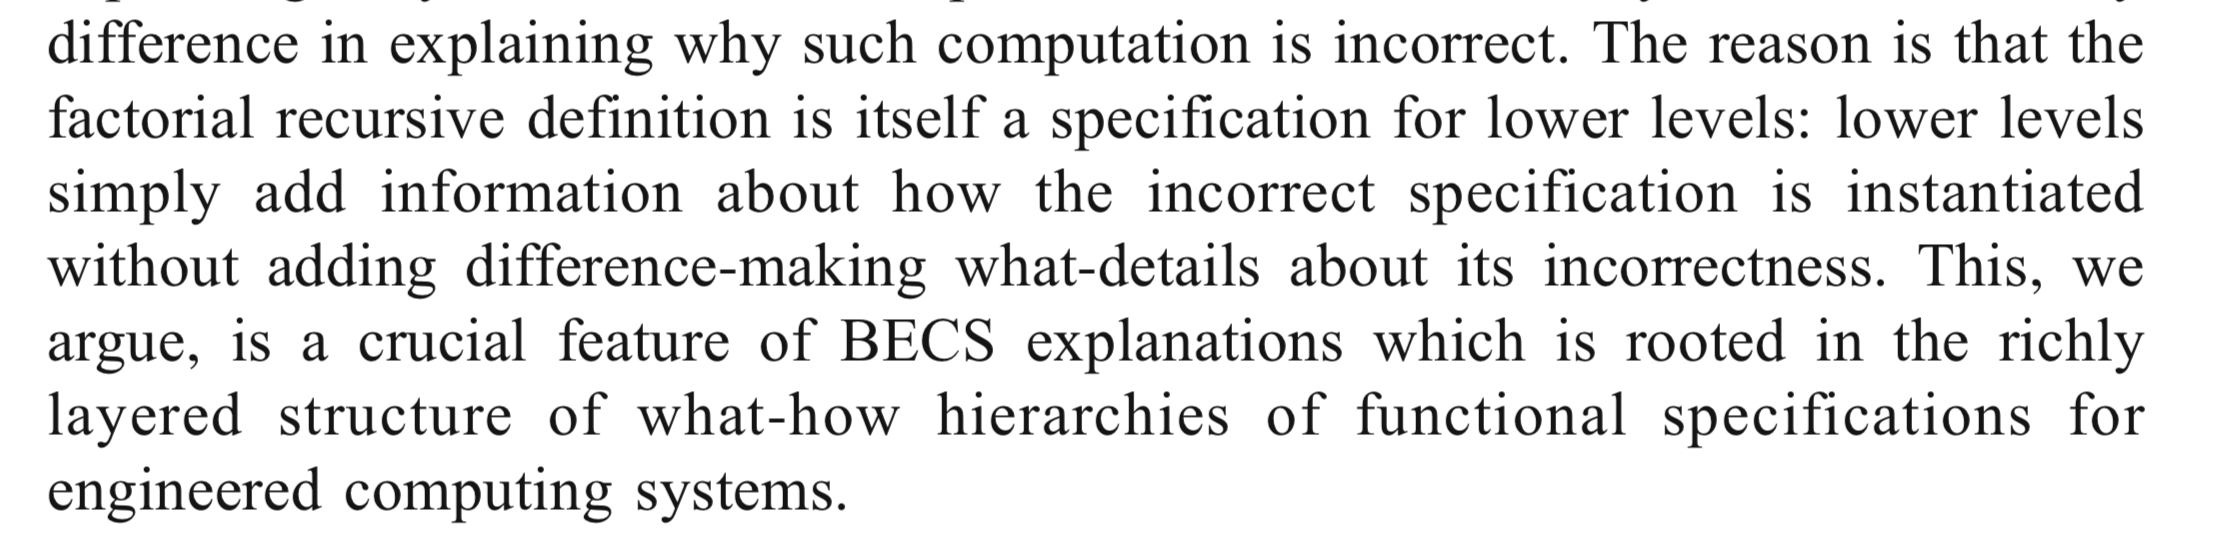 difference in explaining why such computation is incorrect. The reason is that the
factorial recursive definition is itself a specification for lower levels: lower levels
simply add information about how the incorrect specification is instantiated
without adding difference-making what-details about its incorrectness. This, we
argue, is a crucial feature of BECS explanations which is rooted in the richly
layered structure of what-how hierarchies of functional specifications for
engineered computing systems.